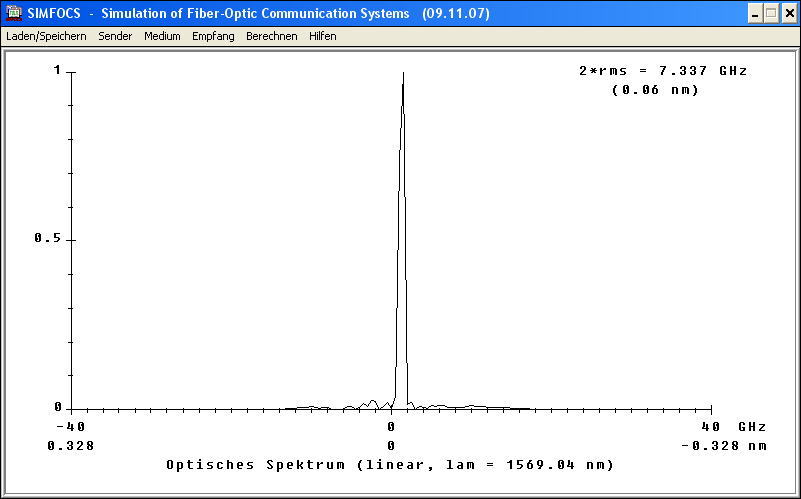 SIMFOCS - Simulation of Fiber-Optic Communication Systems (09.11.07)
Laden/Speichern Sender Medium Empfang Berechnen Hilfen
1
2*rms = 7.337 GHz
(0.06 nm)
0.5
0
-40 0 40 GHz
0.328 0 -0.328 nm
Optisches Spektrum (linear, lam = 1569.04 nm)